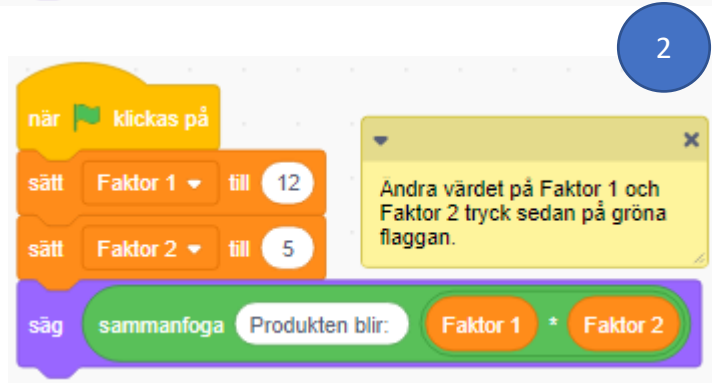 2
när klickas på
sätt Faktor 1 till 12
sätt Faktor 2 till 5
säg sammanfoga Produkten blir: Faktor 1 * Faktor 2
Ändra värdet på Faktor 1 och
Faktor 2 tryck sedan på gröna
flaggan.